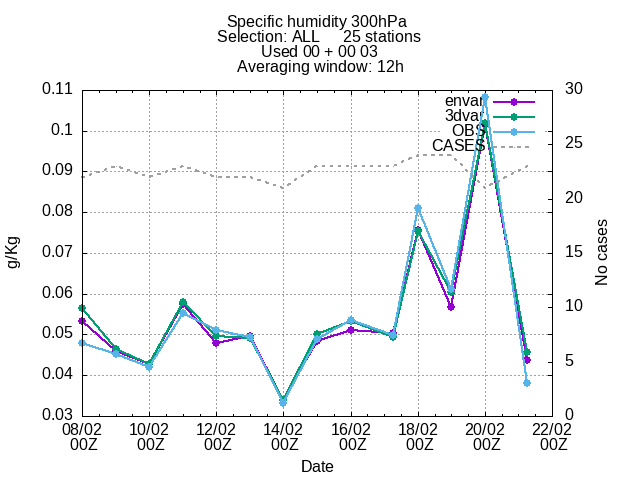 Specific humidity 300hPa
Selection: ALL 25 stations
Used 00 + 00 03
Averaging window: 12h
0.11
0.1
0.09
0.08
0.07
0.06
0.05
0.04
0.03
30
25
20
15
10
5
0
envar
3dvar
OBS
CASES
g/Kg
No cases
08/02 10/02 12/02 14/02 16/02 18/02 20/02 22/02
00Z 00Z 00Z 00Z 00Z 00Z 00Z 00Z
Date